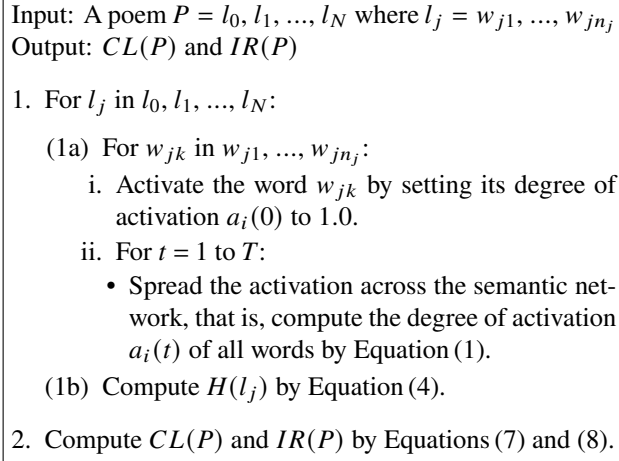 Input: A poem P = l_0, l_1, ..., l_N where l_j = w_{j1}, ..., w_{jn_j}
Output: CL(P) and IR(P)
1. For l_j in l_0, l_1, ..., l_N:
(1a) For w_{jk} in w_{j1}, ..., w_{jn_j}:
i. Activate the word w_{jk} by setting its degree of
activation a_i(0) to 1.0.
ii. For t = 1 to T:
• Spread the activation across the semantic net-
work, that is, compute the degree of activation
a_i(t) of all words by Equation (1).
(1b) Compute H(l_j) by Equation (4).
2. Compute CL(P) and IR(P) by Equations (7) and (8).